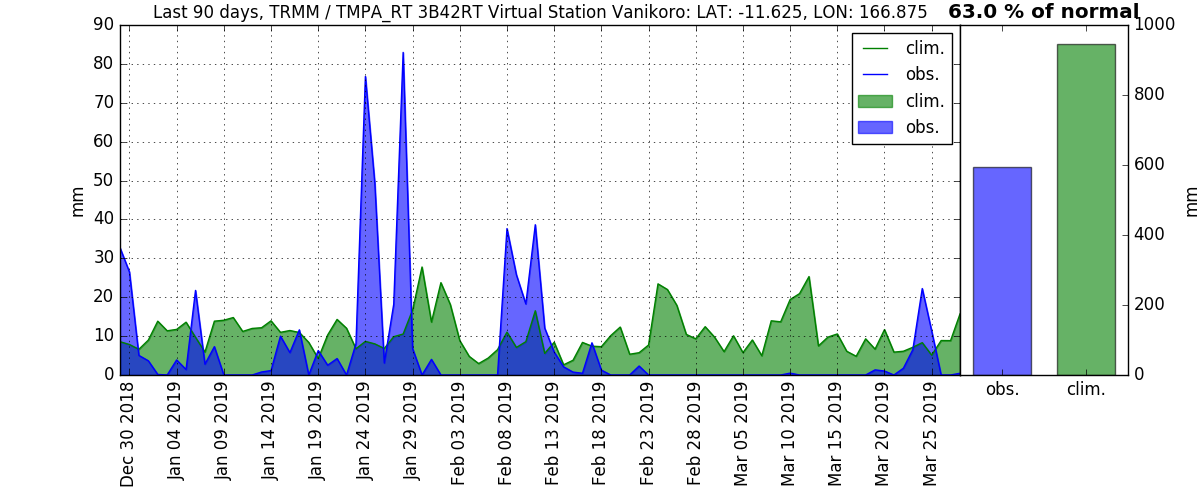 Last 90 days, TRMM / TMPA_RT 3B42RT Virtual Station Vanikoro: LAT: -11.625, LON: 166.875
63.0 % of normal
90
80
70
60
50
40
30
20
10
0
mm
clim.
obs.
clim.
obs.
1000
800
600
400
200
0
mm
obs.
clim.
Dec 30 2018
Jan 04 2019
Jan 09 2019
Jan 14 2019
Jan 19 2019
Jan 24 2019
Jan 29 2019
Feb 03 2019
Feb 08 2019
Feb 13 2019
Feb 18 2019
Feb 23 2019
Feb 28 2019
Mar 05 2019
Mar 10 2019
Mar 15 2019
Mar 20 2019
Mar 25 2019